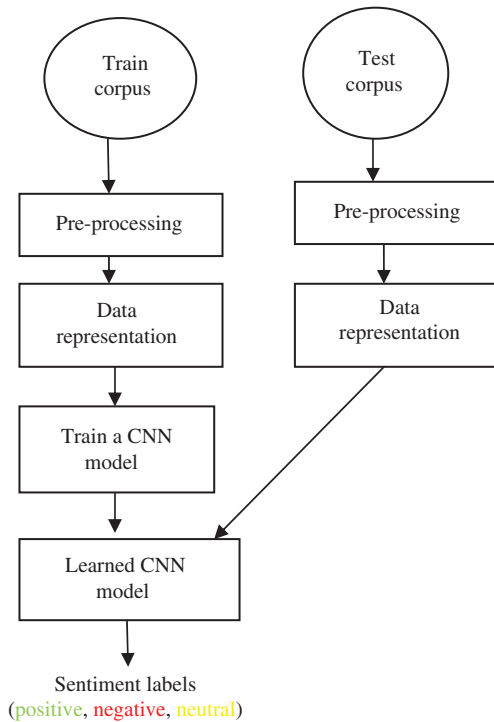 Train
corpus
Test
corpus
Pre-processing
Pre-processing
Data
representation
Data
representation
Train a CNN
model
Learned CNN
model
Sentiment labels
(positive, negative, neutral)